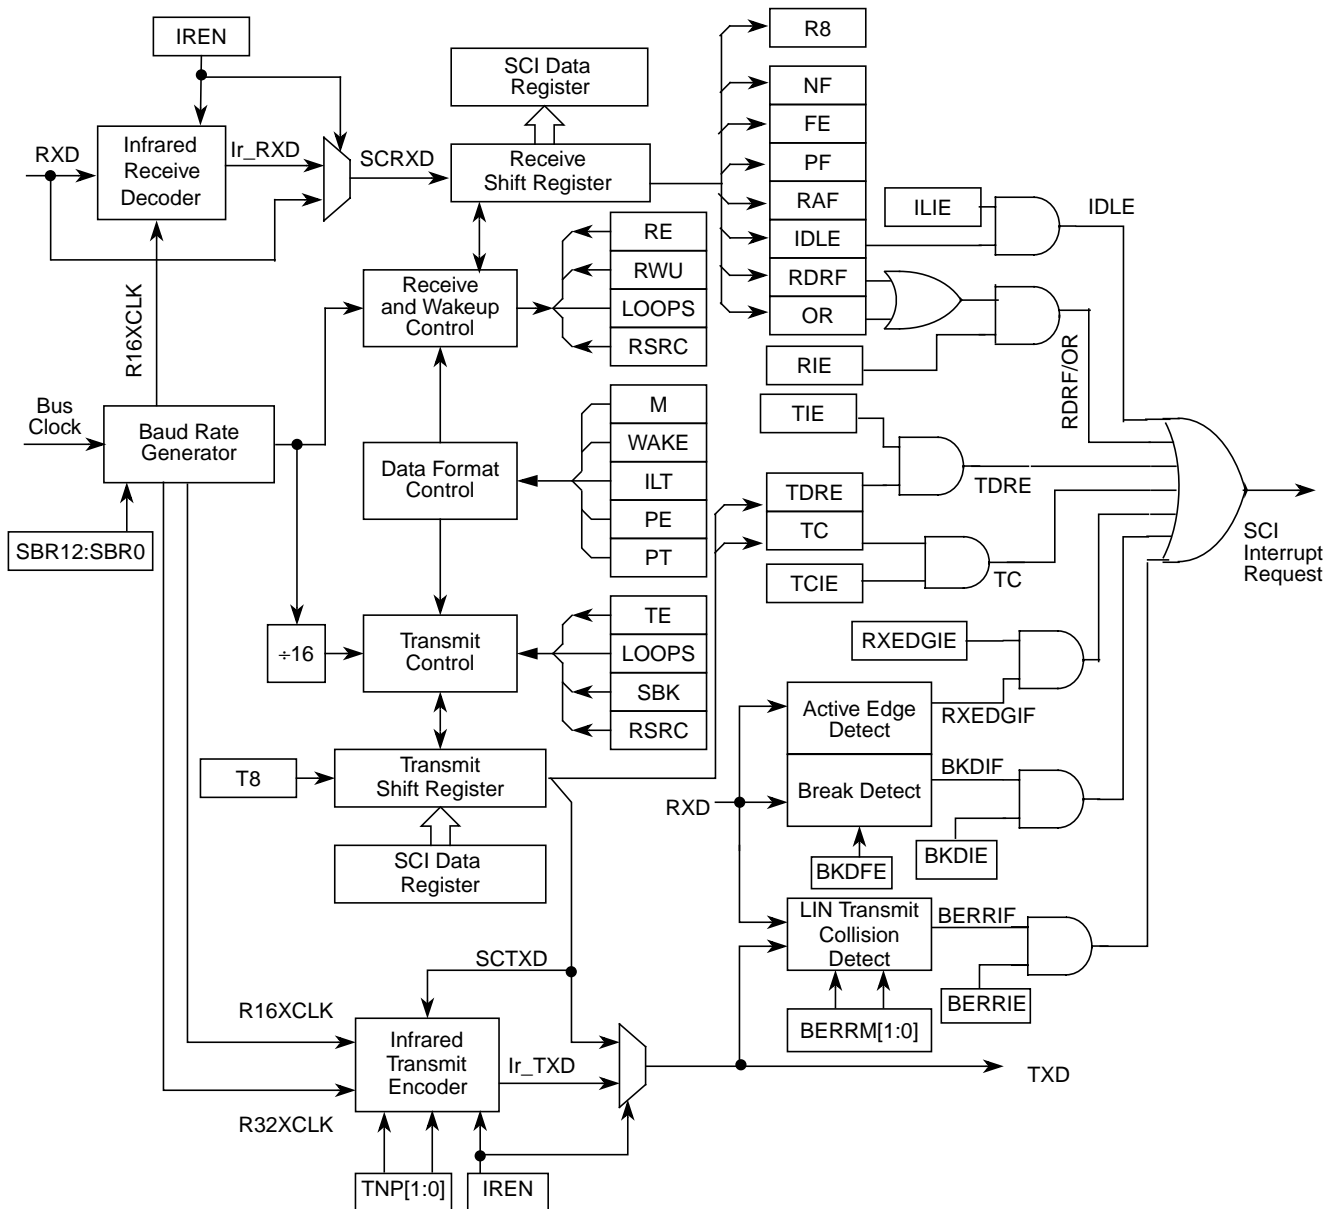 IREN
SCI Data
Register
R8
NF
FE
PF
RAF
IDLE
RDRF
OR
RXD
Infrared
Receive
Decoder
Ir_RXD
SCRXD
Receive
Shift Register
ILIE
IDLE
RE
RWU
LOOPS
RSRC
Receive
and Wakeup
Control
R16XCLK
RIE
RDRF/OR
Bus
Clock
Baud Rate
Generator
SBR12:SBR0
M
WAKE
ILT
PE
PT
Data Format
Control
TIE
TDRE
TC
TCIE
TDRE
TC
SCI
Interrupt
Request
÷16
Transmit
Control
TE
LOOPS
SBK
RSRC
RXEDGIE
Active Edge
Detect
RXEDGIF
T8
Transmit
Shift Register
SCI Data
Register
RXD
Break Detect
BKDIF
BKDIE
BKDFE
LIN Transmit
Collision
Detect
BERRIF
BERRIE
BERRM[1:0]
SCTXD
R16XCLK
Infrared
Transmit
Encoder
Ir_TXD
R32XCLK
TXD
TNP[1:0]
IREN